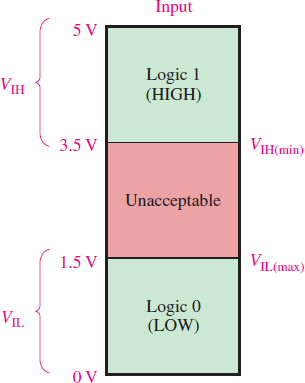 Input
5 V
Logic 1
(HIGH)
V_IH
3.5 V
V_IH(min)
Unacceptable
1.5 V
V_IL(max)
Logic 0
(LOW)
V_IL
0 V